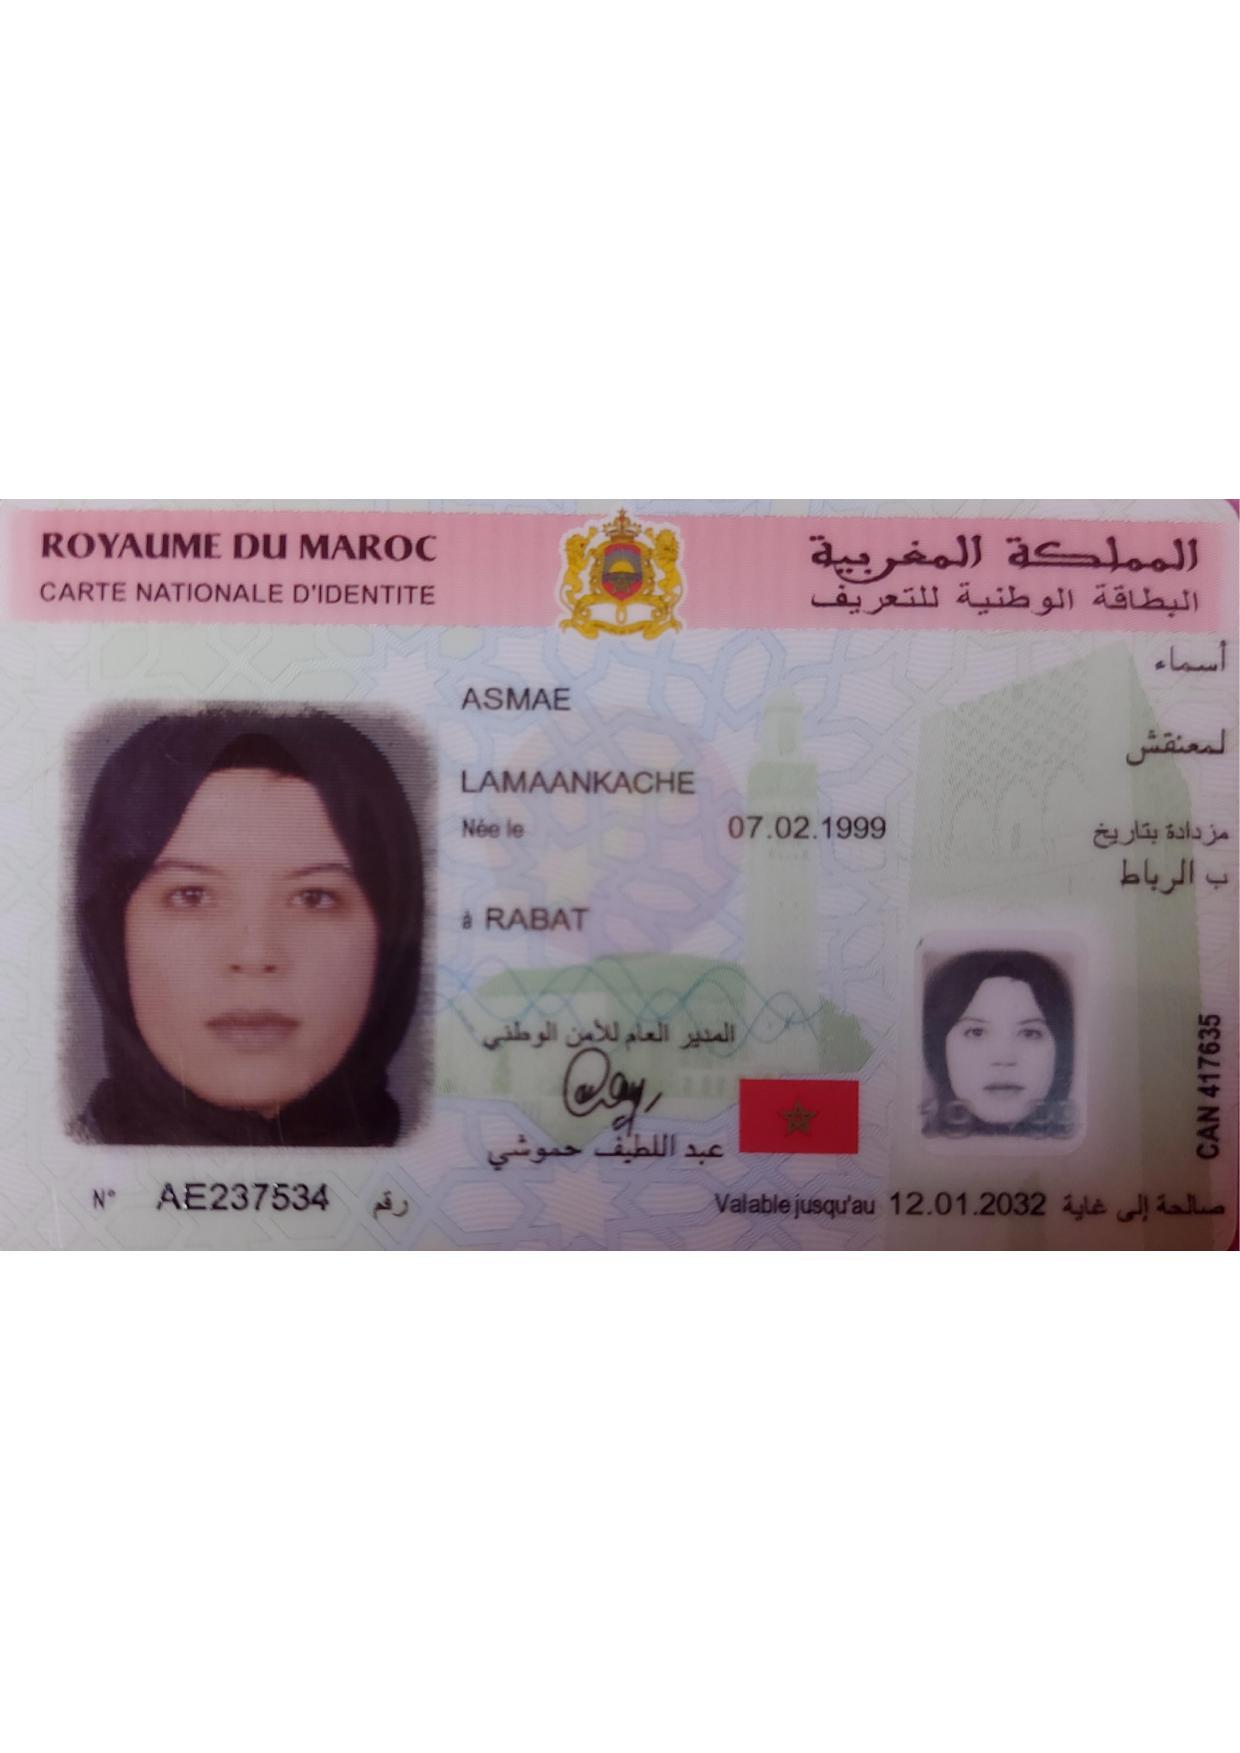 ROYAUME DU MAROC
المملكة المغربية
CARTE NATIONALE D'IDENTITE
البطاقة الوطنية للتعريف
أسماء
ASMAE
لمعنقش
LAMAANKACHE
Née le 07.02.1999 مزدادة بتاريخ
ب الرباط
à RABAT
المدير العام للأمن الوطني
عبد اللطيف حموشي
CAN 417635
N° AE237534 رقم
Valable jusqu'au 12.01.2032 صالحة إلى غاية